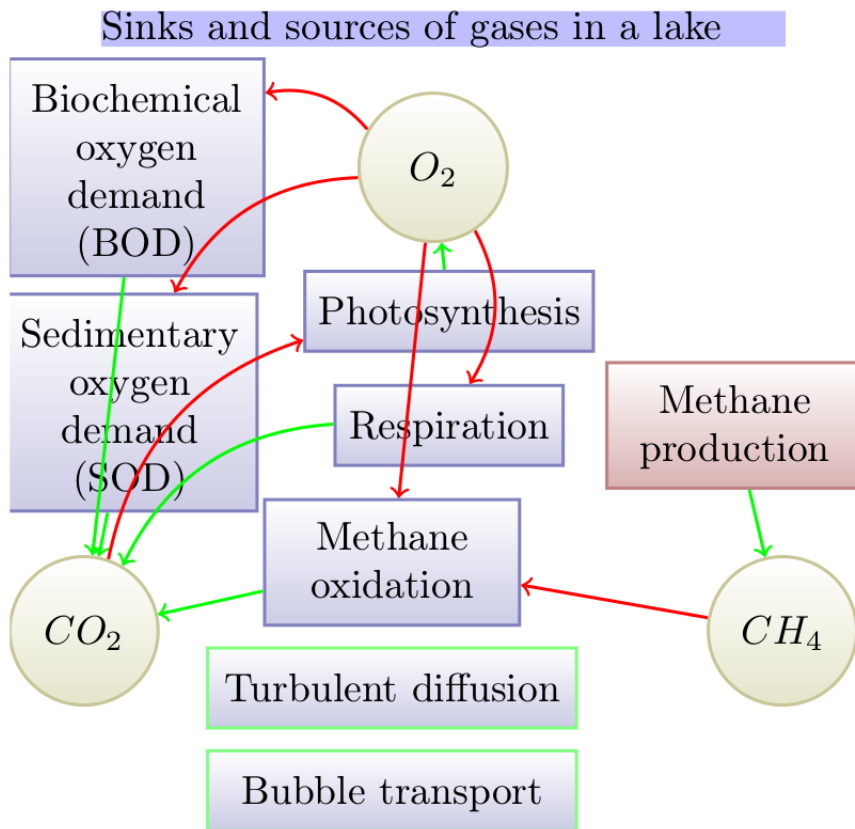 Sinks and sources of gases in a lake
Biochemical
oxygen
demand
(BOD)
O₂
Photosynthesis
Sedimentary
oxygen
demand
(SOD)
Respiration
Methane
production
Methane
oxidation
CO₂
CH₄
Turbulent diffusion
Bubble transport